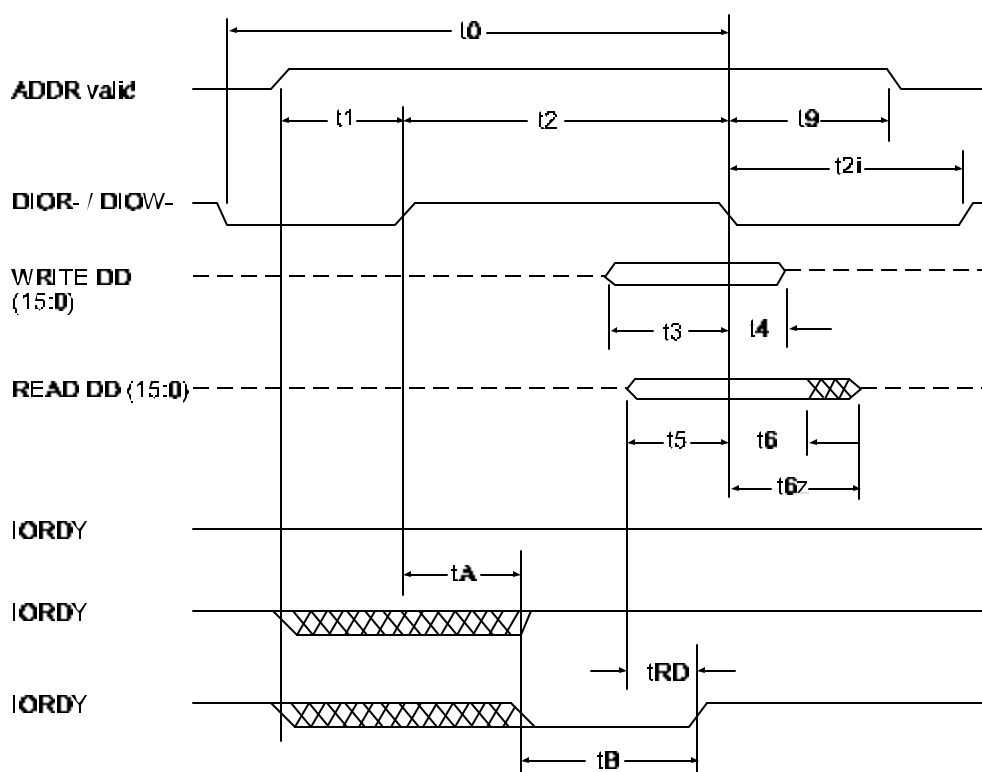 t0
ADDR valid
t1
t2
t9
t2i
DIOR- / DIOW-
WRITE DD
(15:0)
t3
t4
READ DD (15:0)
t5
t6
t6z
IORDY
tA
IORDY
tRD
IORDY
tB